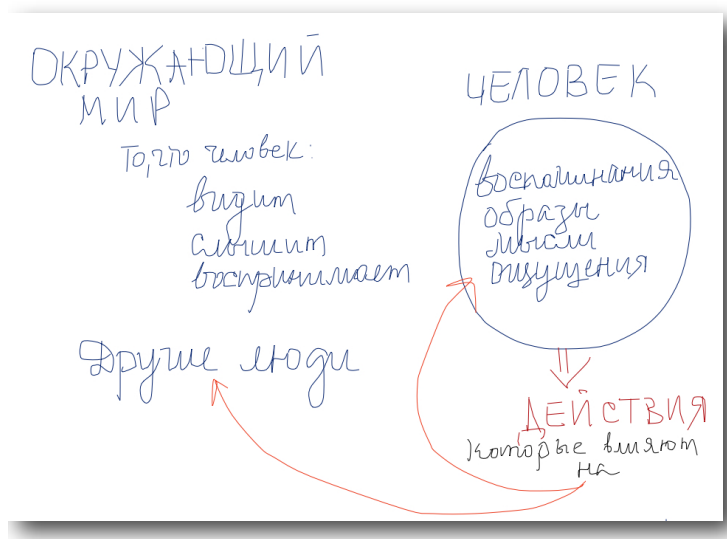 ОКРУЖАЮЩИЙ
МИР
То, что человек:
видит
слышит
воспринимает
Другие люди
ЧЕЛОВЕК
воспоминания
образы
мысли
ощущения
ДЕЙСТВИЯ
которые влияют
на